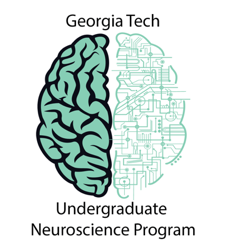 Georgia Tech
Undergraduate
Neuroscience Program